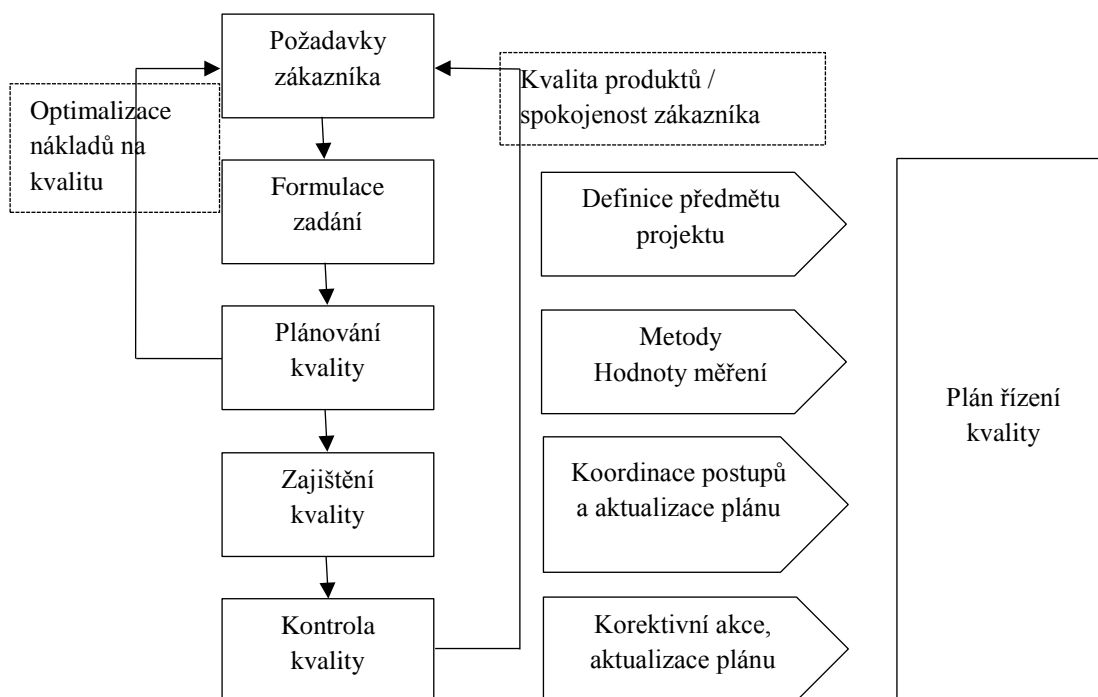 Požadavky
zákazníka
Kvalita produktů /
spokojenost zákazníka
Optimalizace
nákladů na
kvalitu
Formulace
zadání
Definice předmětu
projektu
Plánování
kvality
Metody
Hodnoty měření
Plán řízení
kvality
Zajištění
kvality
Koordinace postupů
a aktualizace plánu
Kontrola
kvality
Korektivní akce,
aktualizace plánu